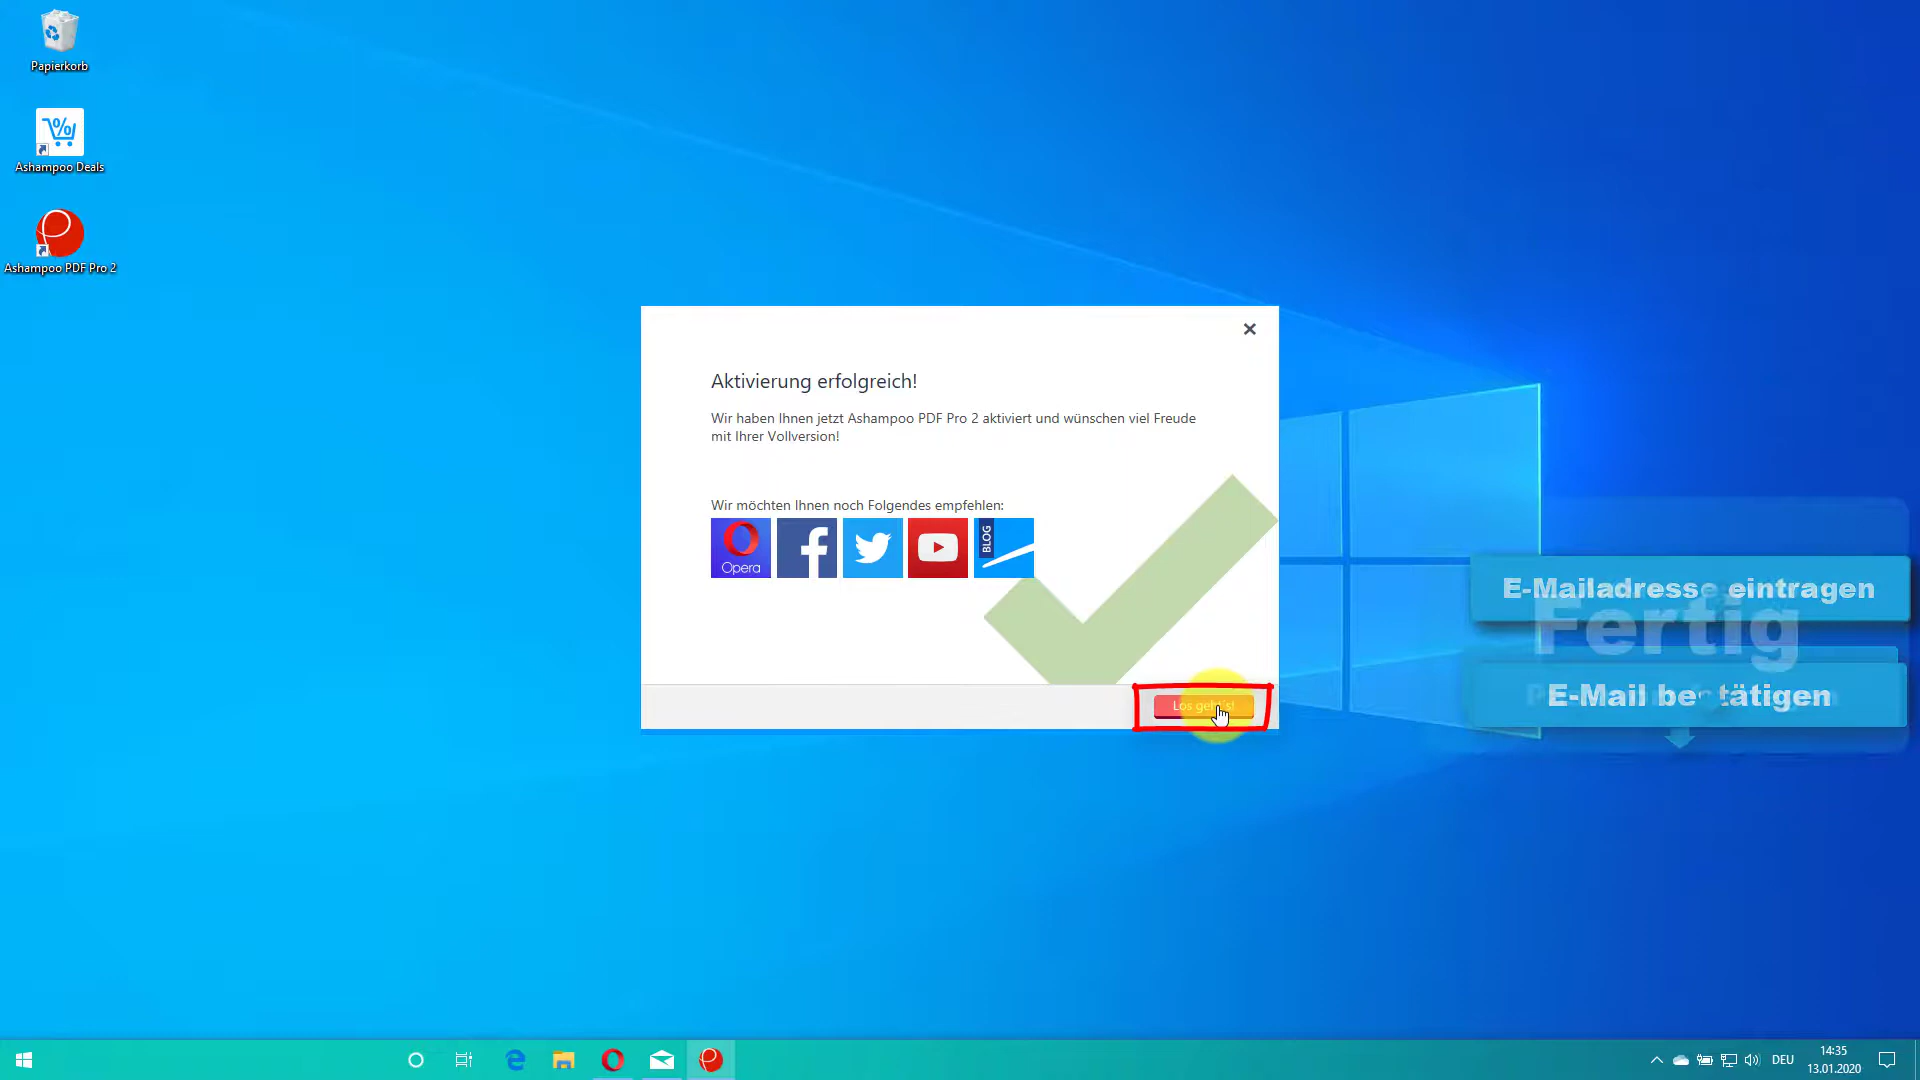 Papierkorb
Ashampoo Deals
Ashampoo PDF Pro 2
Aktivierung erfolgreich!
Wir haben Ihnen jetzt Ashampoo PDF Pro 2 aktiviert und wünschen viel Freude
mit Ihrer Vollversion!
Wir möchten Ihnen noch Folgendes empfehlen:
Opera
BLOG
Los geht's!
E-Mailadresse eintragen
Fertig
E-Mail bestätigen
DEU
14:35
13.01.2020